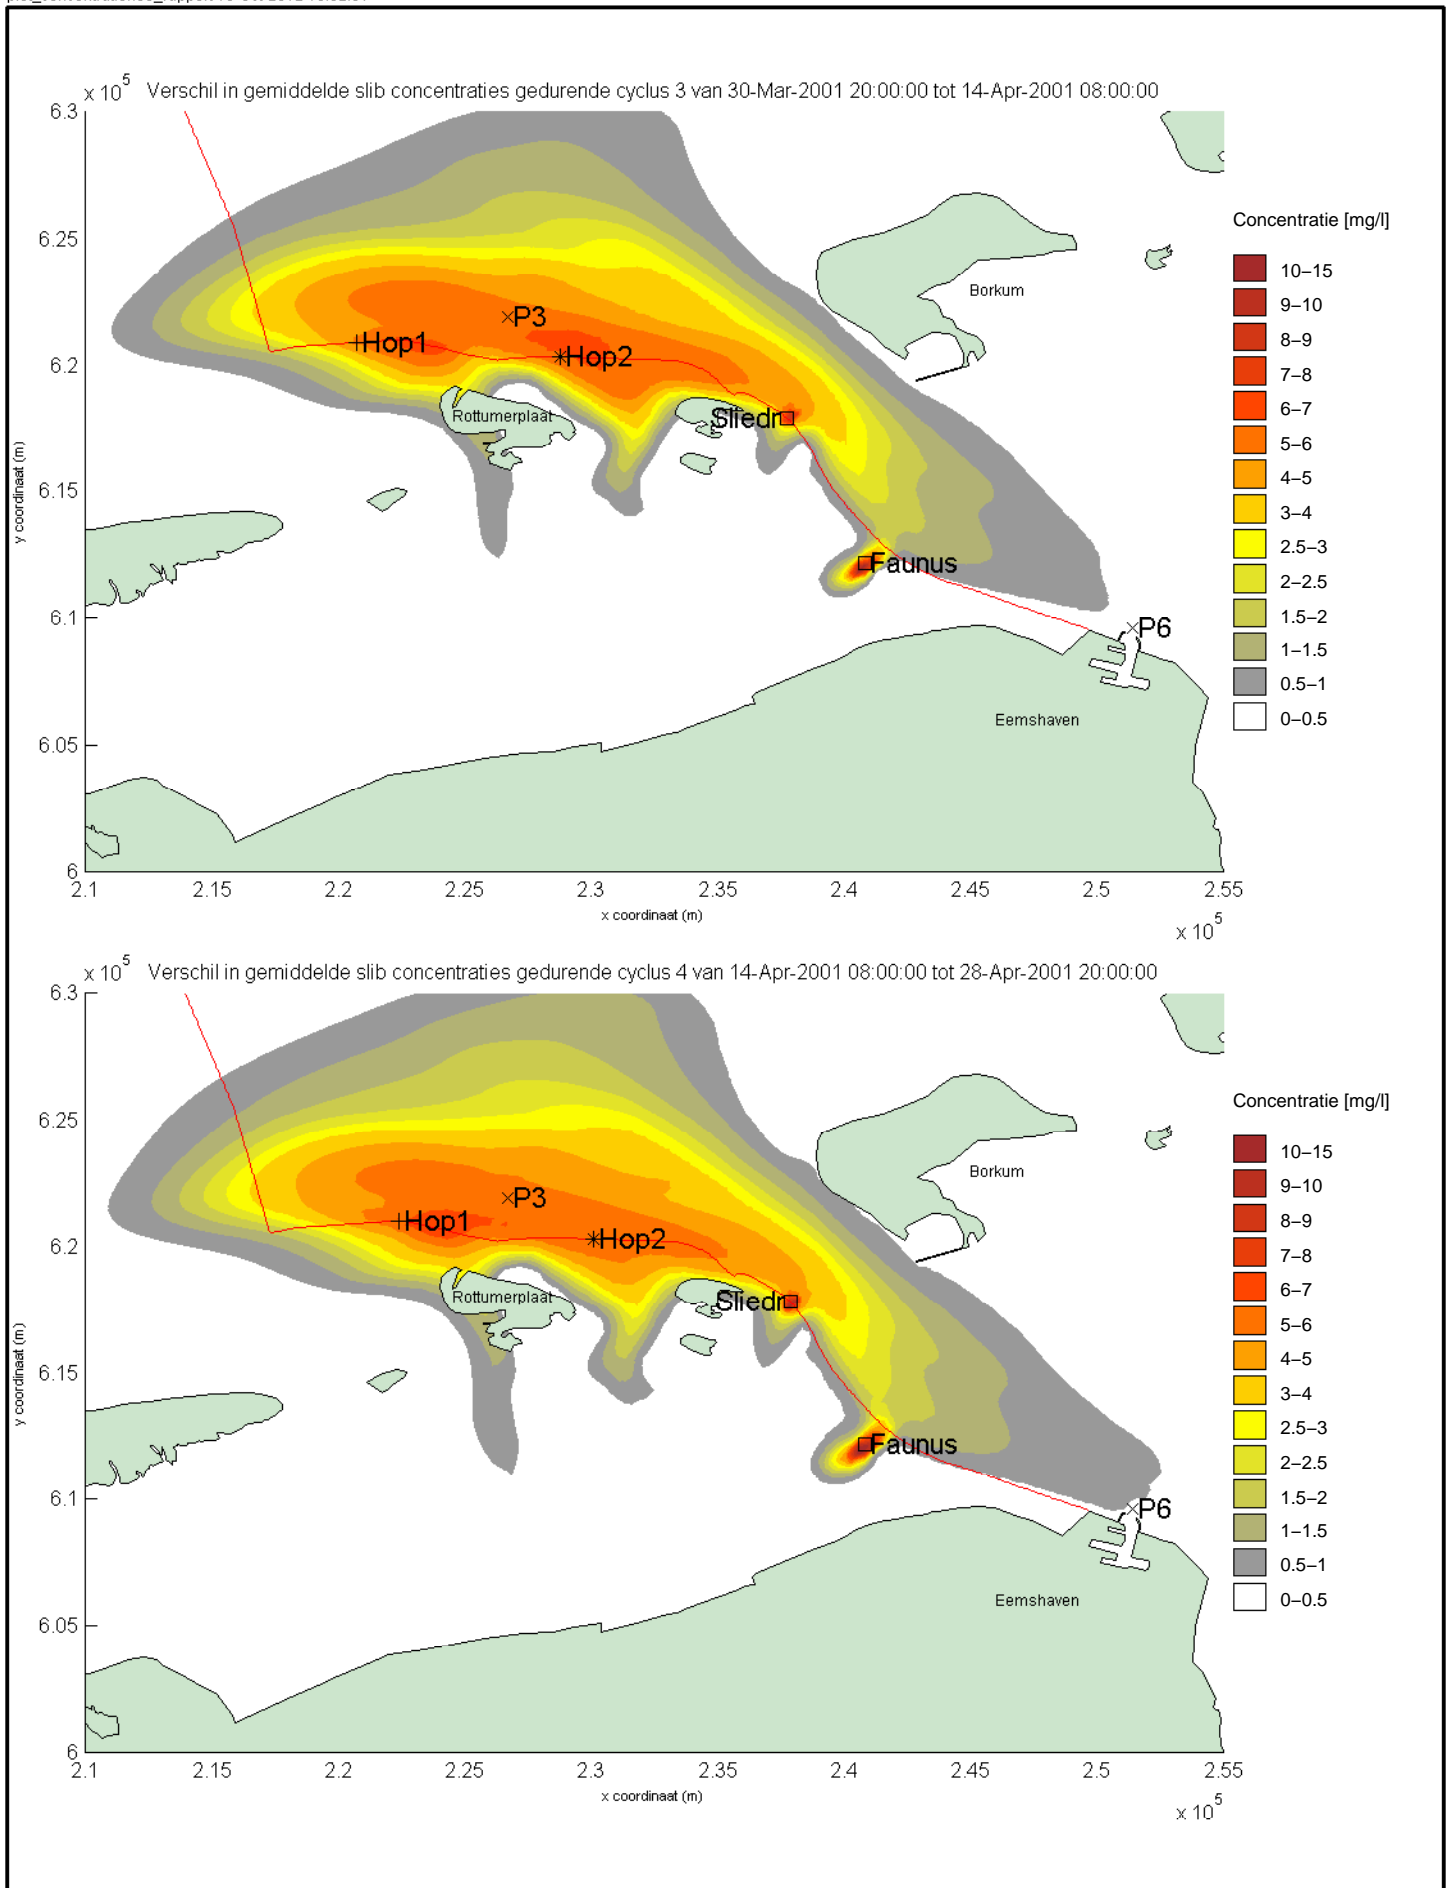 x 10^5 Verschil in gemiddelde slib concentraties gedurende cyclus 3 van 30-Mar-2001 20:00:00 tot 14-Apr-2001 08:00:00
6.3
6.25
6.2
6.15
6.1
6.05
6
y coordinaat (m)
P3
Hop1
Hop2
Rottumerplaat
Sliedr
Faunus
P6
Borkum
Eemshaven
2.1 2.15 2.2 2.25 2.3 2.35 2.4 2.45 2.5 2.55
x coordinaat (m)
x 10^5
Concentratie [mg/l]
10–15
9–10
8–9
7–8
6–7
5–6
4–5
3–4
2.5–3
2–2.5
1.5–2
1–1.5
0.5–1
0–0.5
x 10^5 Verschil in gemiddelde slib concentraties gedurende cyclus 4 van 14-Apr-2001 08:00:00 tot 28-Apr-2001 20:00:00
6.3
6.25
6.2
6.15
6.1
6.05
6
y coordinaat (m)
P3
Hop1
Hop2
Rottumerplaat
Sliedr
Faunus
P6
Borkum
Eemshaven
2.1 2.15 2.2 2.25 2.3 2.35 2.4 2.45 2.5 2.55
x coordinaat (m)
x 10^5
Concentratie [mg/l]
10–15
9–10
8–9
7–8
6–7
5–6
4–5
3–4
2.5–3
2–2.5
1.5–2
1–1.5
0.5–1
0–0.5